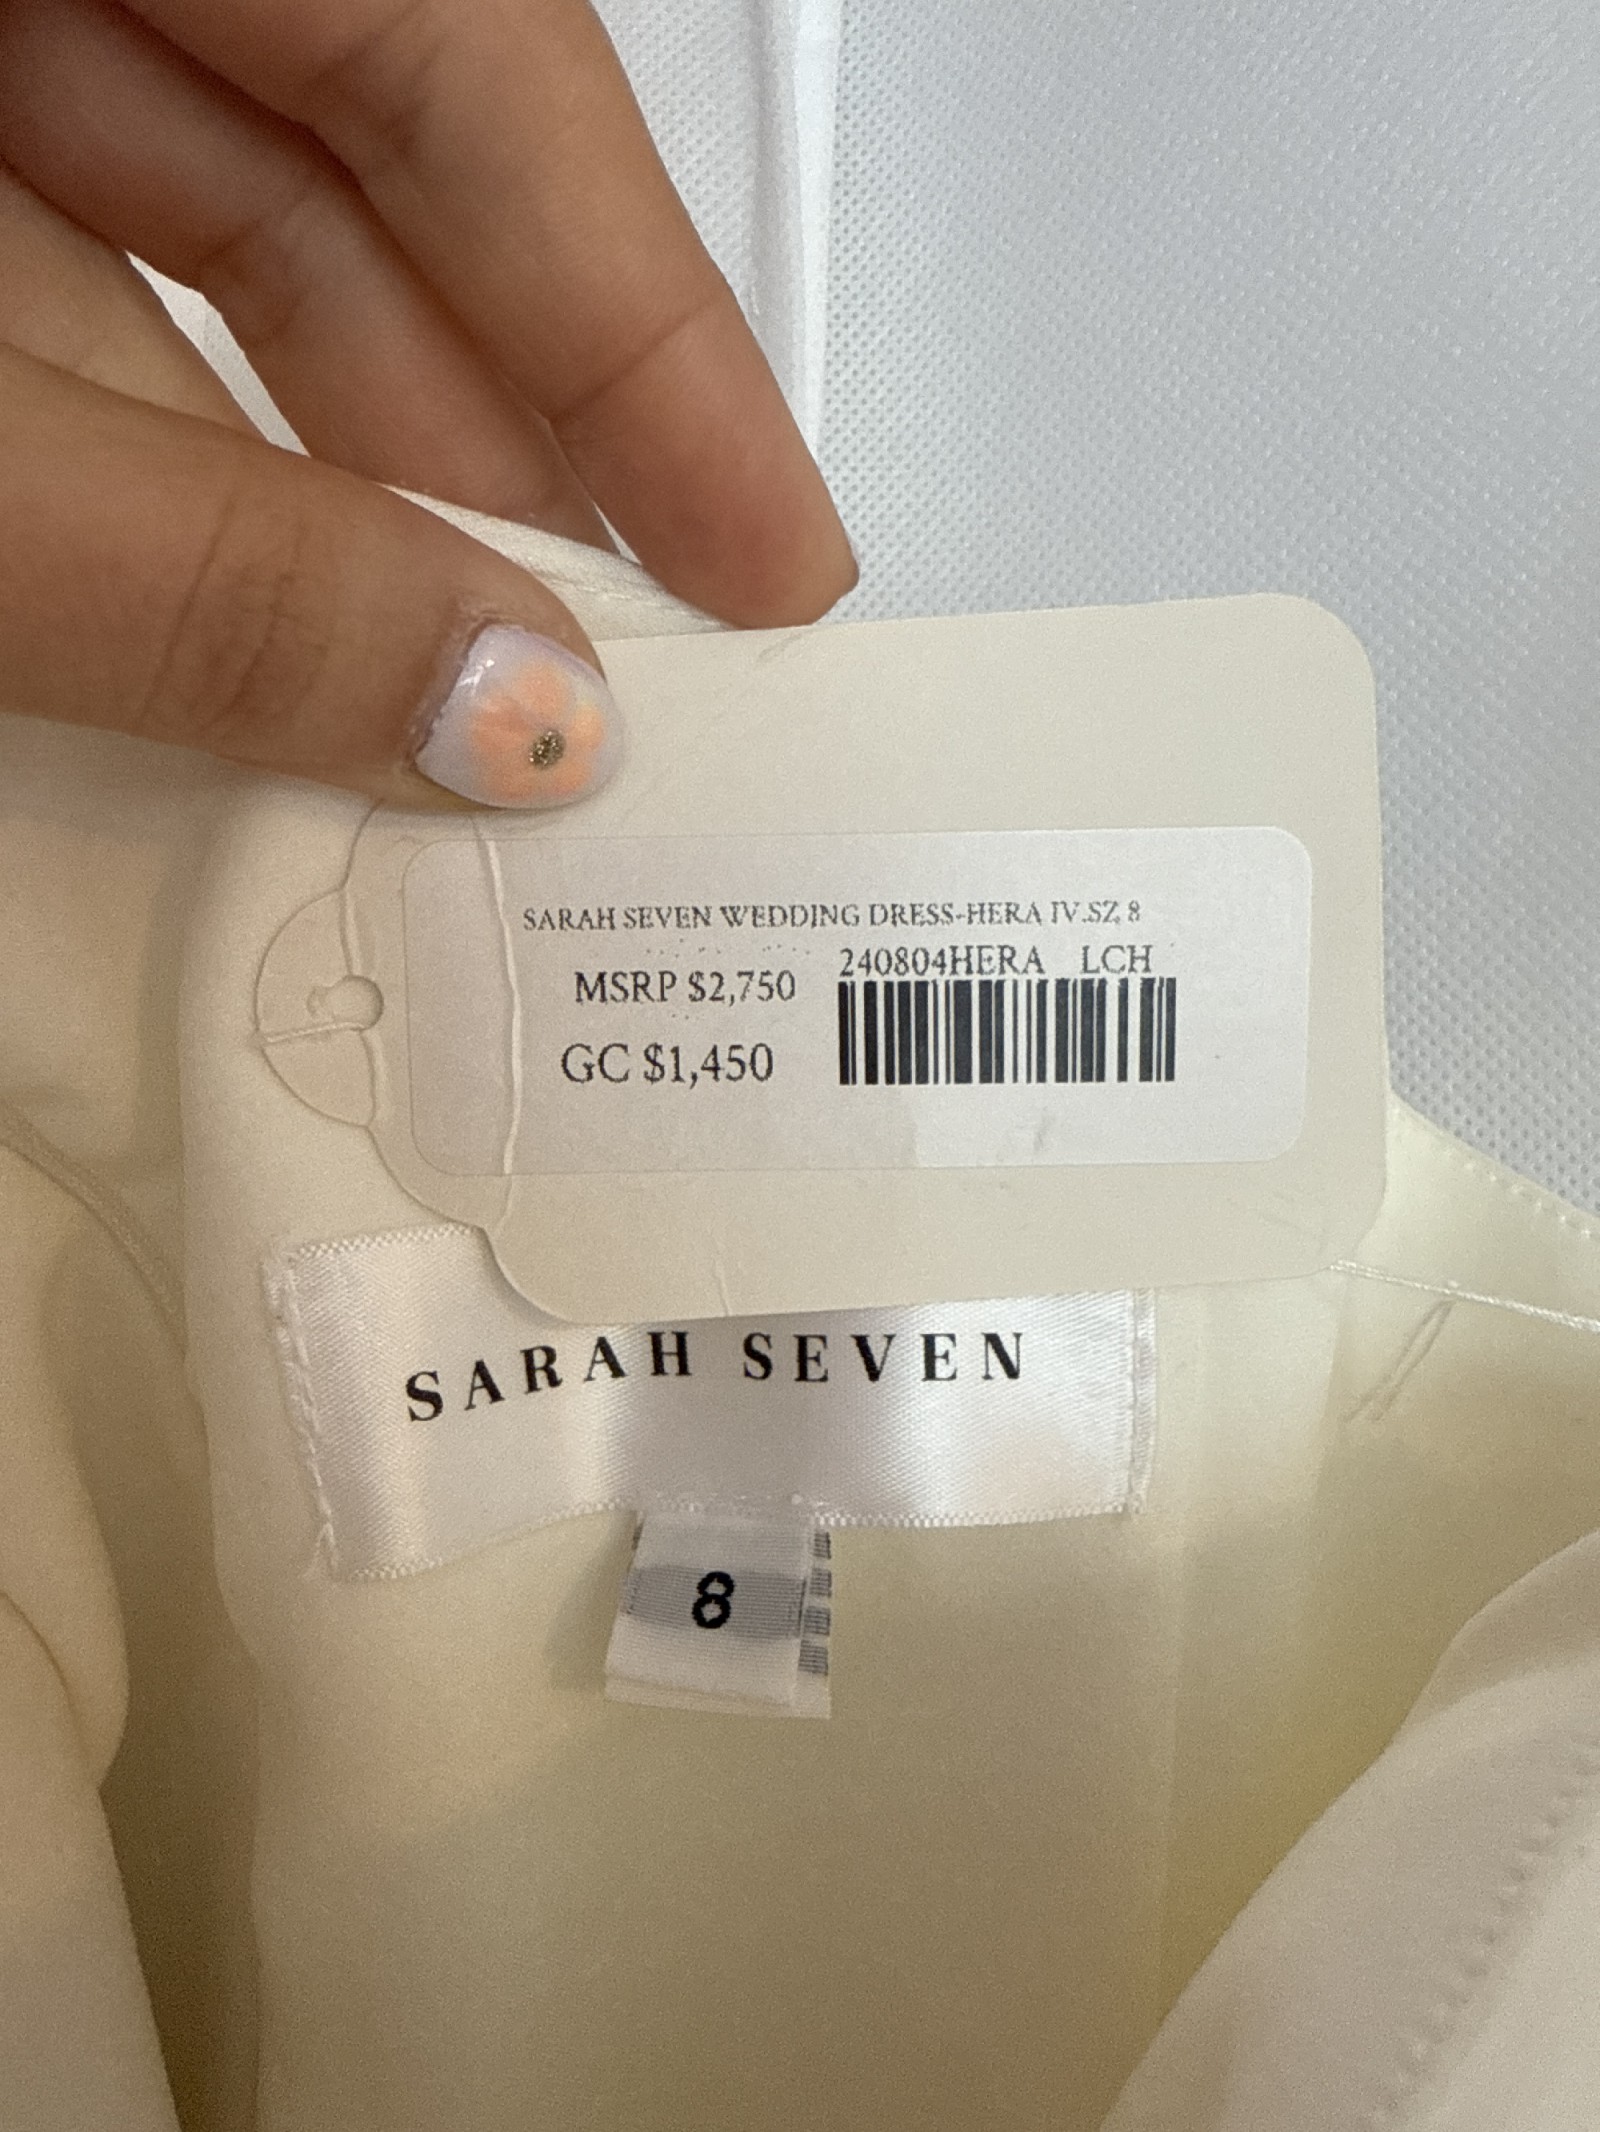 SARAH SEVEN WEDDING DRESS-HERA IV.SZ 8
240804HERA LCH
MSRP $2,750
GC $1,450
SARAH SEVEN
8